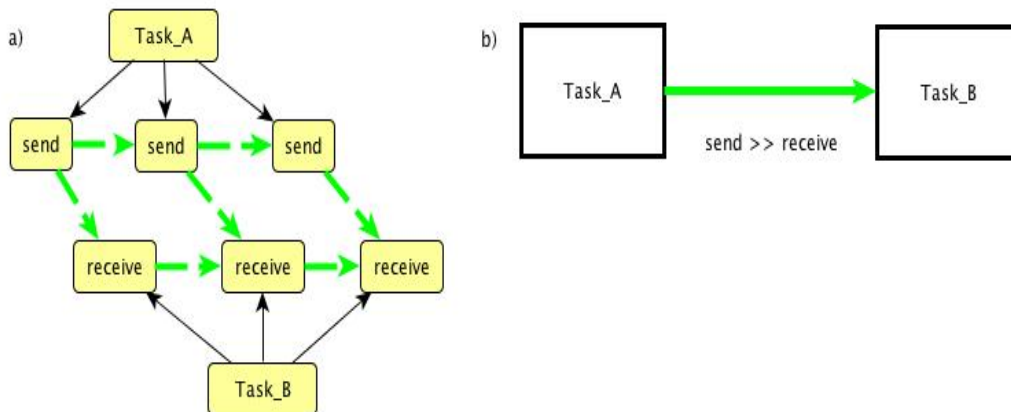 a)
Task_A
send
send
send
receive
receive
receive
Task_B
b)
Task_A
Task_B
send >> receive